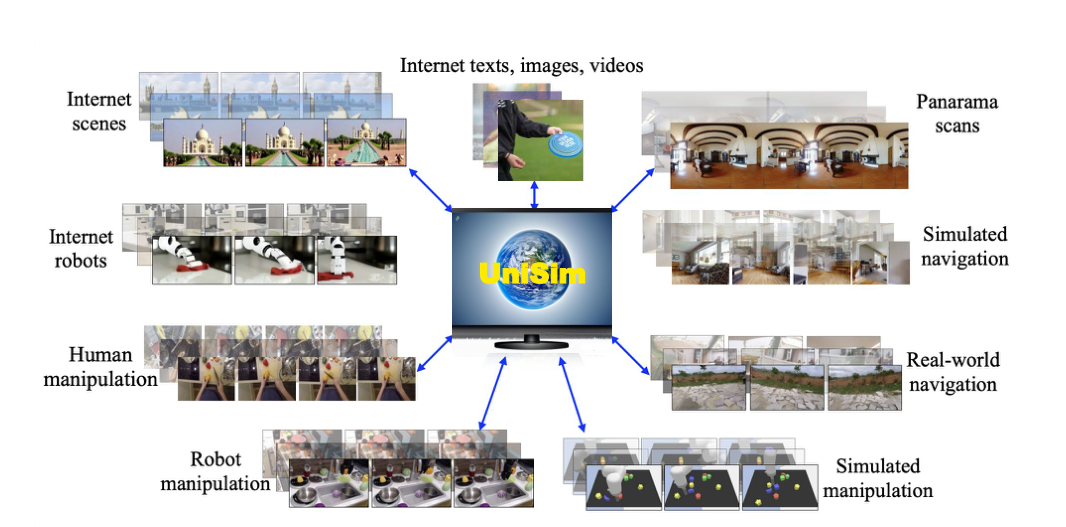 Internet texts, images, videos
Internet
scenes
Panarama
scans
Internet
robots
UniSim
Simulated
navigation
Human
manipulation
Real-world
navigation
Robot
manipulation
Simulated
manipulation